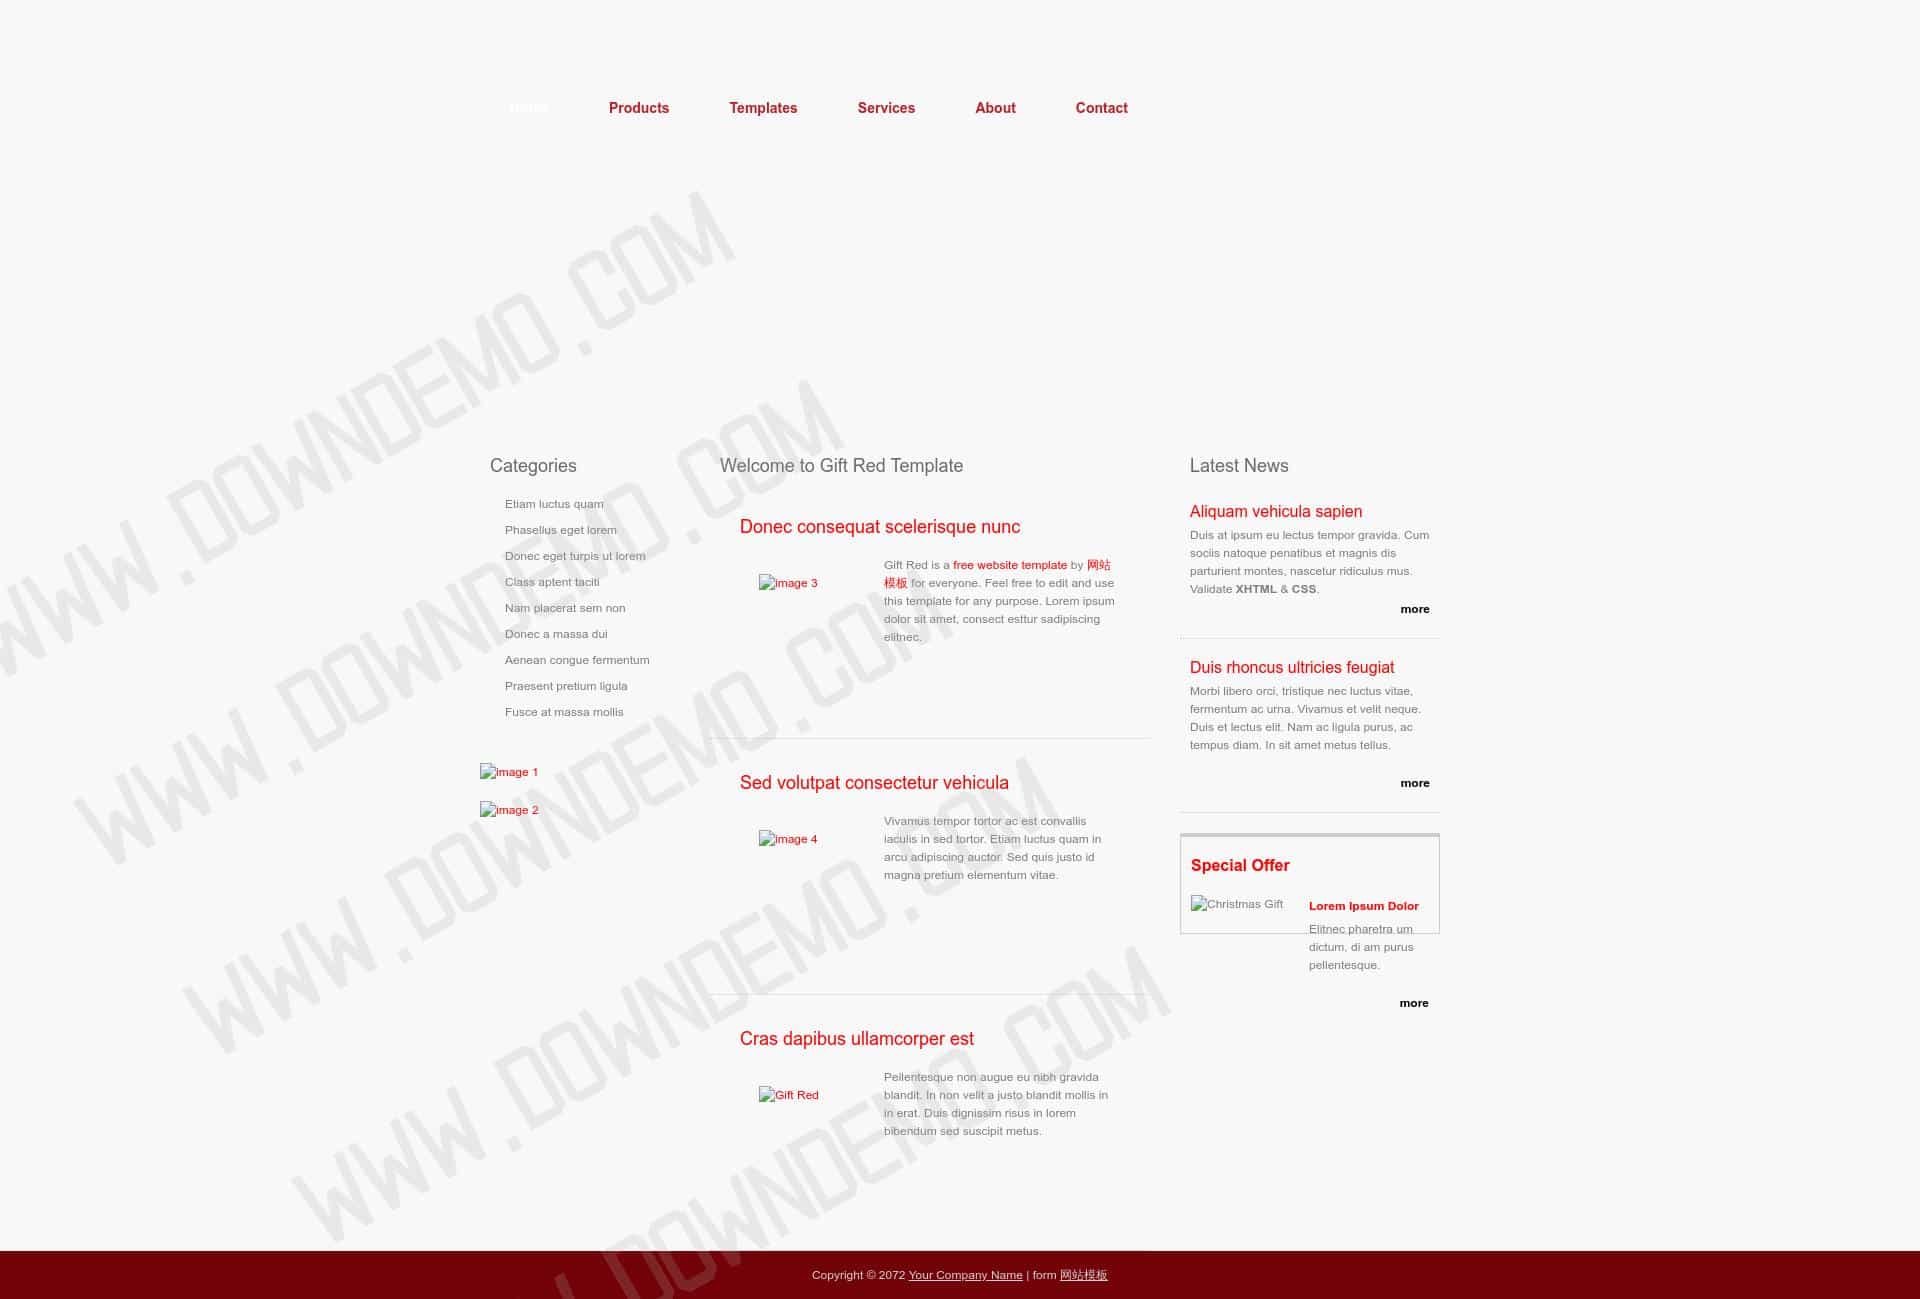 Home Products Templates Services About Contact
Categories
Etiam luctus quam
Phasellus eget lorem
Donec eget turpis ut lorem
Class aptent taciti
Nam placerat sem non
Donec a massa dui
Aenean congue fermentum
Praesent pretium ligula
Fusce at massa mollis
image 1
image 2
Welcome to Gift Red Template
Donec consequat scelerisque nunc
image 3
Gift Red is a free website template by 网站
模板 for everyone. Feel free to edit and use
this template for any purpose. Lorem ipsum
dolor sit amet, consect esttur sadipiscing
elitnec.
Sed volutpat consectetur vehicula
image 4
Vivamus tempor tortor ac est convallis
iaculis in sed tortor. Etiam luctus quam in
arcu adipiscing auctor. Sed quis justo id
magna pretium elementum vitae.
Cras dapibus ullamcorper est
Gift Red
Pellentesque non augue eu nibh gravida
blandit. In non velit a justo blandit mollis in
in erat. Duis dignissim risus in lorem
bibendum sed suscipit metus.
Latest News
Aliquam vehicula sapien
Duis at ipsum eu lectus tempor gravida. Cum
sociis natoque penatibus et magnis dis
parturient montes, nascetur ridiculus mus.
Validate XHTML & CSS.
more
Duis rhoncus ultricies feugiat
Morbi libero orci, tristique nec luctus vitae,
fermentum ac urna. Vivamus et velit neque.
Duis et lectus elit. Nam ac ligula purus, ac
tempus diam. In sit amet metus tellus.
more
Special Offer
Christmas Gift
Lorem Ipsum Dolor
Elitnec pharetra um
dictum, di am purus
pellentesque.
more
Copyright © 2072 Your Company Name | form 网站模板
WWW.DOWNDEMO.COM
WWW.DOWNDEMO.COM
WWW.DOWNDEMO.COM
WWW.DOWNDEMO.COM
.DOWNDEMO.COM